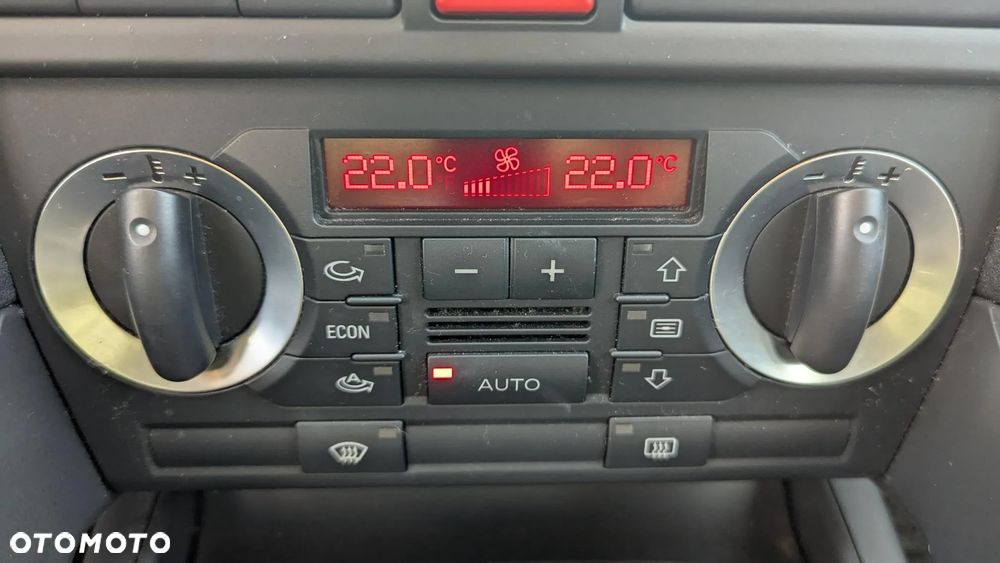 22.0°C 22.0°C
- +
- +
- +
ECON
A
AUTO
OTOMOTO